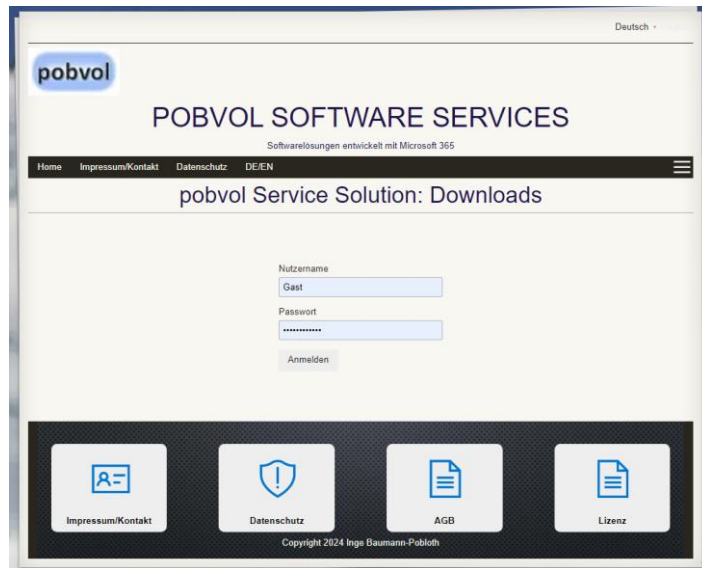 Deutsch
pobvol
POBVOL SOFTWARE SERVICES
Softwarelösungen entwickelt mit Microsoft 365
Home Impressum/Kontakt Datenschutz DE/EN
pobvol Service Solution: Downloads
Nutzername
Gast
Passwort
••••••••••••
Anmelden
Impressum/Kontakt Datenschutz AGB Lizenz
Copyright 2024 Inge Baumann-Pobloth